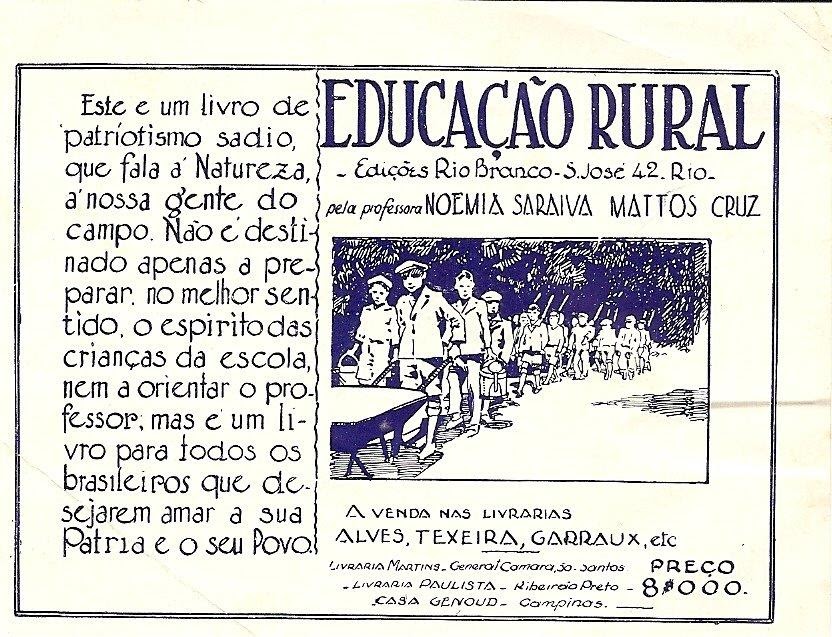 Este e um livro de
patriotismo sadio,
que fala á Natureza,
á nossa gente do
campo. Não é desti-
nado apenas a pre-
parar, no melhor sen-
tido, o espirito das
crianças da escola,
nem a orientar o pro-
fessor; mas é um li-
vro para todos os
brasileiros que de-
sejarem amar a sua
Patria e o seu Povo.
EDUCAÇÃO RURAL
- Edições Rio Branco - S. José 42. Rio -
pela professora NOEMIA SARAIVA MATTOS CRUZ
A VENDA NAS LIVRARIAS
ALVES, TEXEIRA, GARRAUX, etc
LIVRARIA MARTINS - General Camara, 30 - Santos
- LIVRARIA PAULISTA - Ribeirão Preto -
CASA GENOUD - Campinas.
PREÇO
8$000.